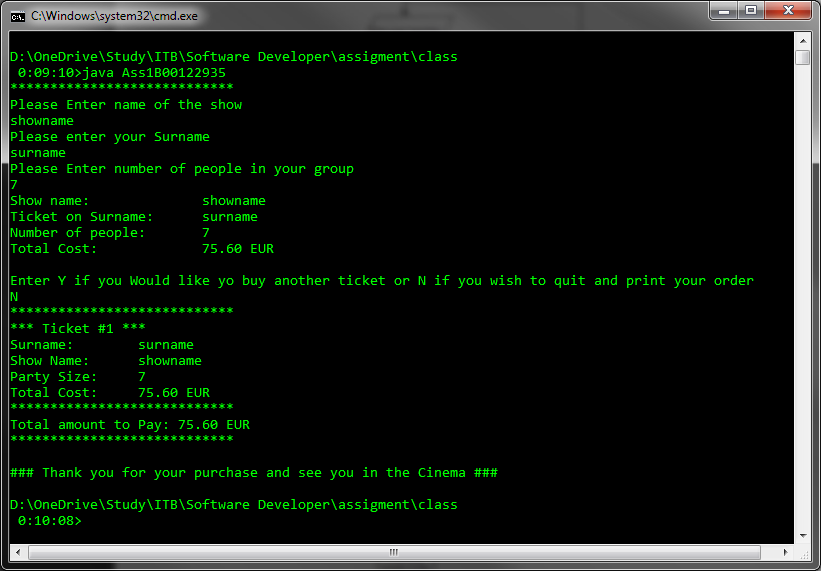 C:\Windows\system32\cmd.exe
D:\OneDrive\Study\ITB\Software Developer\assigment\class
0:09:10>java Ass1B00122935
****************************
Please Enter name of the show
showname
Please enter your Surname
surname
Please Enter number of people in your group
7
Show name: showname
Ticket on Surname: surname
Number of people: 7
Total Cost: 75.60 EUR
Enter Y if you Would like yo buy another ticket or N if you wish to quit and print your order
N
****************************
*** Ticket #1 ***
Surname: surname
Show Name: showname
Party Size: 7
Total Cost: 75.60 EUR
****************************
Total amount to Pay: 75.60 EUR
****************************
### Thank you for your purchase and see you in the Cinema ###
D:\OneDrive\Study\ITB\Software Developer\assigment\class
0:10:08>